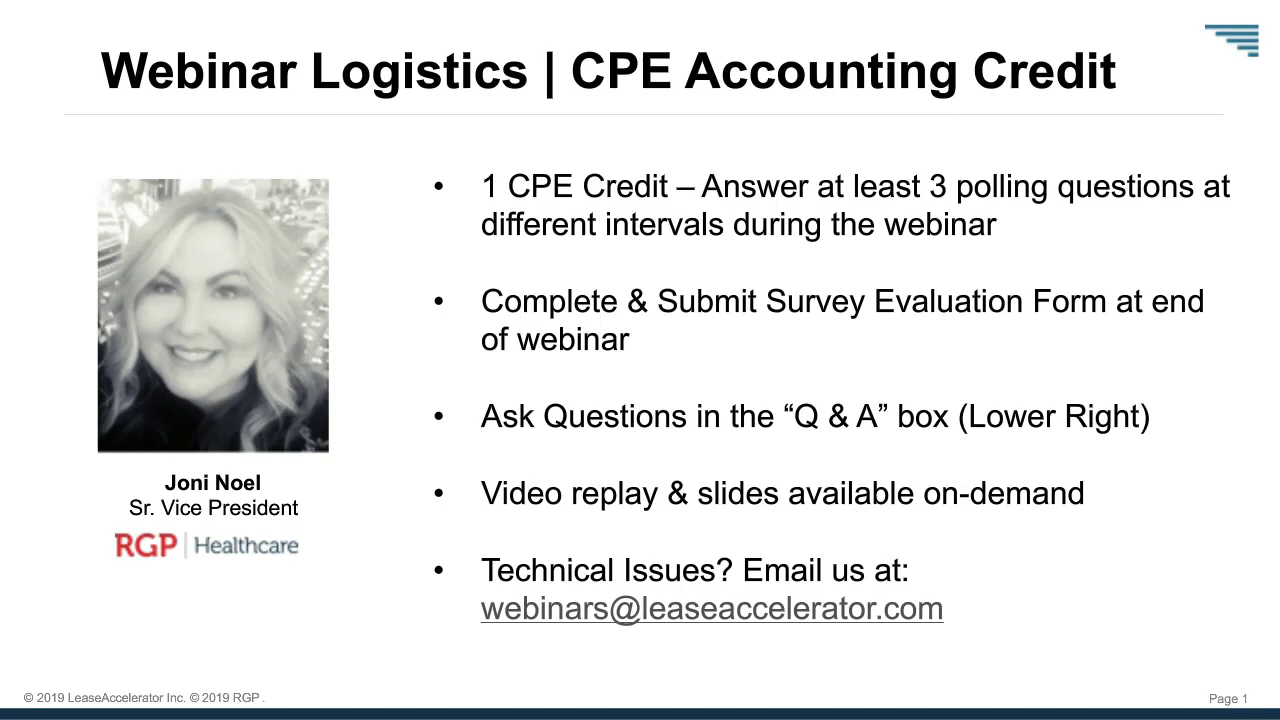 Webinar Logistics | CPE Accounting Credit
• 1 CPE Credit – Answer at least 3 polling questions at
different intervals during the webinar
• Complete & Submit Survey Evaluation Form at end
of webinar
• Ask Questions in the “Q & A” box (Lower Right)
• Video replay & slides available on-demand
• Technical Issues? Email us at:
webinars@leaseaccelerator.com
Joni Noel
Sr. Vice President
RGP | Healthcare
© 2019 LeaseAccelerator Inc. © 2019 RGP .
Page 1